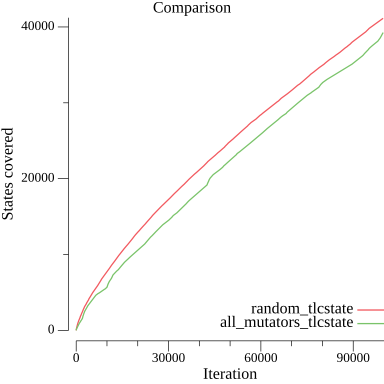 Comparison
States covered
40000
20000
0
random_tlcstate
all_mutators_tlcstate
0 30000 60000 90000
Iteration